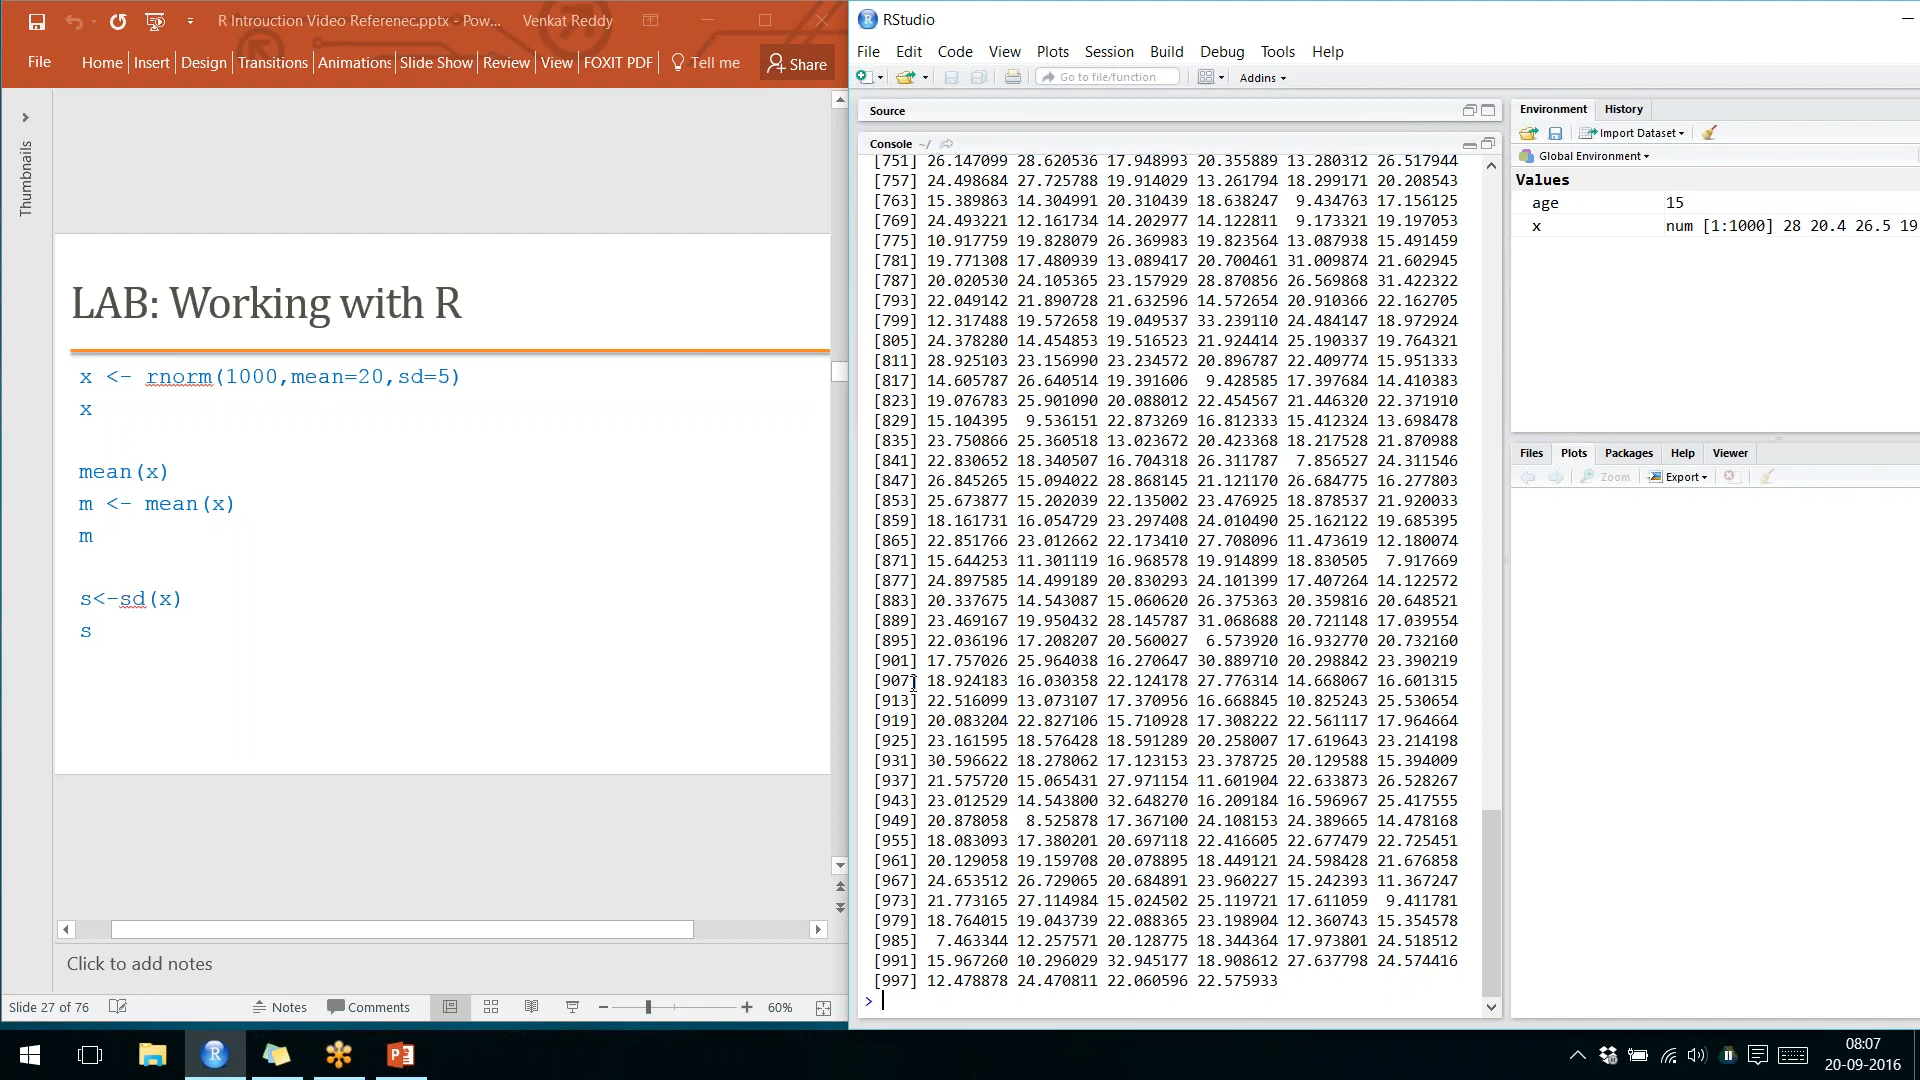 R Introuction Video Referenec.pptx - Pow... Venkat Reddy
File Home Insert Design Transitions Animations Slide Show Review View FOXIT PDF Tell me Share
Thumbnails
LAB: Working with R
x <- rnorm(1000,mean=20,sd=5)
x
mean(x)
m <- mean(x)
m
s<-sd(x)
s
Click to add notes
Slide 27 of 76 Notes Comments 60%
RStudio
File Edit Code View Plots Session Build Debug Tools Help
Go to file/function Addins
Source
Console ~/
[751] 26.147099 28.620536 17.948993 20.355889 13.280312 26.517944
[757] 24.498684 27.725788 19.914029 13.261794 18.299171 20.208543
[763] 15.389863 14.304991 20.310439 18.638247 9.434763 17.156125
[769] 24.493221 12.161734 14.202977 14.122811 9.173321 19.197053
[775] 10.917759 19.828079 26.369983 19.823564 13.087938 15.491459
[781] 19.771308 17.480939 13.089417 20.700461 31.009874 21.602945
[787] 20.020530 24.105365 23.157929 28.870856 26.569868 31.422322
[793] 22.049142 21.890728 21.632596 14.572654 20.910366 22.162705
[799] 12.317488 19.572658 19.049537 33.239110 24.484147 18.972924
[805] 24.378280 14.454853 19.516523 21.924414 25.190337 19.764321
[811] 28.925103 23.156990 23.234572 20.896787 22.409774 15.951333
[817] 14.605787 26.640514 19.391606 9.428585 17.397684 14.410383
[823] 19.076783 25.901090 20.088012 22.454567 21.446320 22.371910
[829] 15.104395 9.536151 22.873269 16.812333 15.412324 13.698478
[835] 23.750866 25.360518 13.023672 20.423368 18.217528 21.870988
[841] 22.830652 18.340507 16.704318 26.311787 7.856527 24.311546
[847] 26.845265 15.094022 28.868145 21.121170 26.684775 16.277803
[853] 25.673877 15.202039 22.135002 23.476925 18.878537 21.920033
[859] 18.161731 16.054729 23.297408 24.010490 25.162122 19.685395
[865] 22.851766 23.012662 22.173410 27.708096 11.473619 12.180074
[871] 15.644253 11.301119 16.968578 19.914899 18.830505 7.917669
[877] 24.897585 14.499189 20.830293 24.101399 17.407264 14.122572
[883] 20.337675 14.543087 15.060620 26.375363 20.359816 20.648521
[889] 23.469167 19.950432 28.145787 31.068688 20.721148 17.039554
[895] 22.036196 17.208207 20.560027 6.573920 16.932770 20.732160
[901] 17.757026 25.964038 16.270647 30.889710 20.298842 23.390219
[907] 18.924183 16.030358 22.124178 27.776314 14.668067 16.601315
[913] 22.516099 13.073107 17.370956 16.668845 10.825243 25.530654
[919] 20.083204 22.827106 15.710928 17.308222 22.561117 17.964664
[925] 23.161595 18.576428 18.591289 20.258007 17.619643 23.214198
[931] 30.596622 18.278062 17.123153 23.378725 20.129588 15.394009
[937] 21.575720 15.065431 27.971154 11.601904 22.633873 26.528267
[943] 23.012529 14.543800 32.648270 16.209184 16.596967 25.417555
[949] 20.878058 8.525878 17.367100 24.108153 24.389665 14.478168
[955] 18.083093 17.380201 20.697118 22.416605 22.677479 22.725451
[961] 20.129058 19.159708 20.078895 18.449121 24.598428 21.676858
[967] 24.653512 26.729065 20.684891 23.960227 15.242393 11.367247
[973] 21.773165 27.114984 15.024502 25.119721 17.611059 9.411781
[979] 18.764015 19.043739 22.088365 23.198904 12.360743 15.354578
[985] 7.463344 12.257571 20.128775 18.344364 17.973801 24.518512
[991] 15.967260 10.296029 32.945177 18.908612 27.637798 24.574416
[997] 12.478878 24.470811 22.060596 22.575933
>
Environment History
Import Dataset
Global Environment
Values
age 15
x num [1:1000] 28 20.4 26.5 19
Files Plots Packages Help Viewer
Zoom Export
08:07
20-09-2016